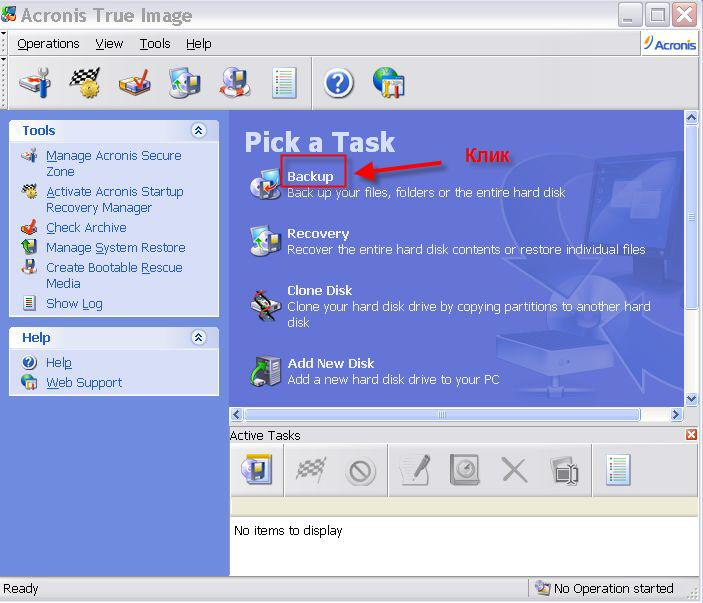 Acronis True Image
Operations View Tools Help
Acronis
Tools
Manage Acronis Secure
Zone
Activate Acronis Startup
Recovery Manager
Check Archive
Manage System Restore
Create Bootable Rescue
Media
Show Log
Help
Help
Web Support
Pick a Task
Клик
Backup
Back up your files, folders or the entire hard disk
Recovery
Recover the entire hard disk contents or restore individual files
Clone Disk
Clone your hard disk drive by copying partitions to another hard
disk
Add New Disk
Add a new hard disk drive to your PC
Active Tasks
No items to display
Ready
No Operation started